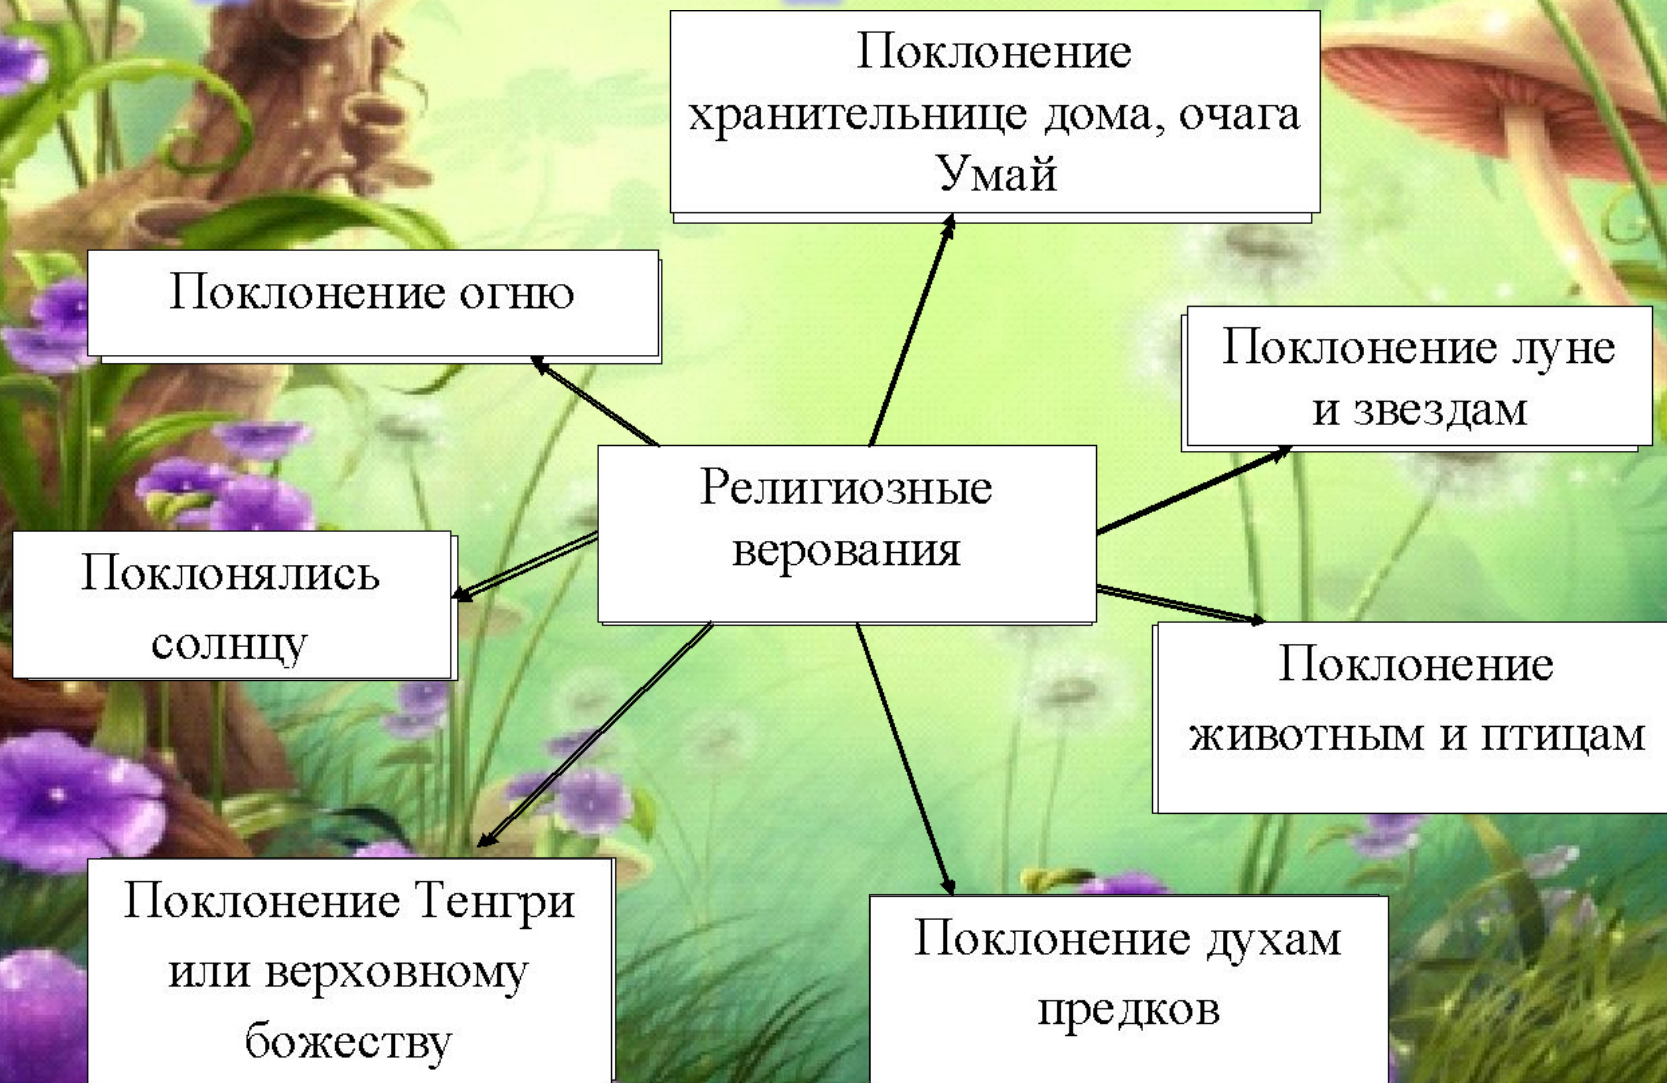 Поклонение
хранительнице дома, очага
Умай
Поклонение огню
Поклонение луне
и звездам
Религиозные
верования
Поклонялись
солнцу
Поклонение
животным и птицам
Поклонение Тенгри
или верховному
божеству
Поклонение духам
предков